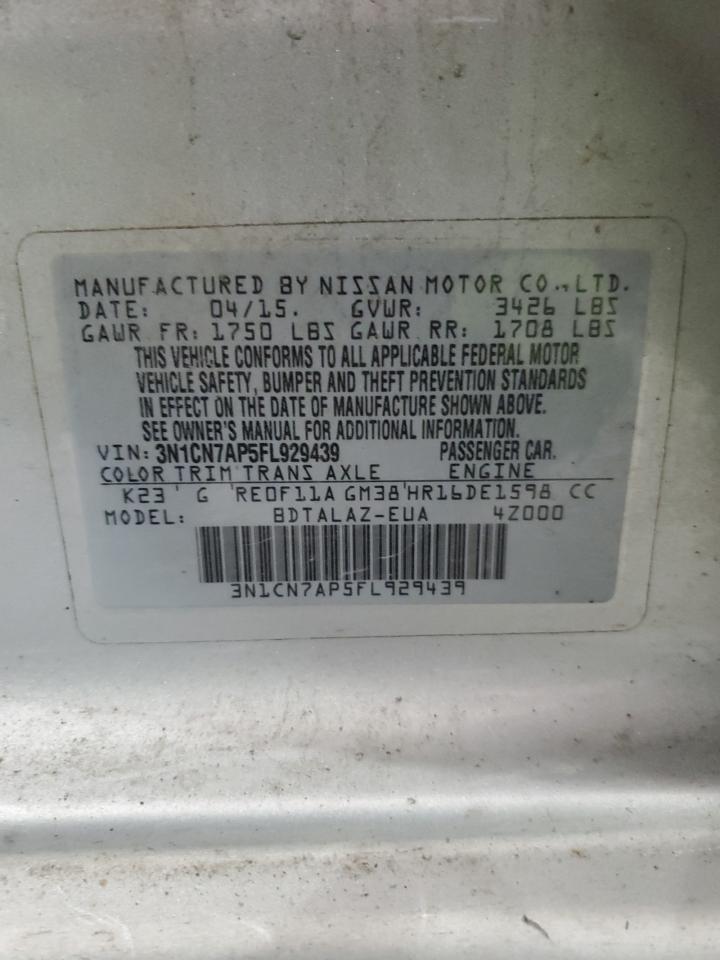 MANUFACTURED BY NISSAN MOTOR CO.,LTD.
DATE: 04/15. GVWR: 3426 LBS
GAWR FR: 1750 LBS GAWR RR: 1708 LBS
THIS VEHICLE CONFORMS TO ALL APPLICABLE FEDERAL MOTOR
VEHICLE SAFETY, BUMPER AND THEFT PREVENTION STANDARDS
IN EFFECT ON THE DATE OF MANUFACTURE SHOWN ABOVE.
SEE OWNER'S MANUAL FOR ADDITIONAL INFORMATION.
VIN: 3N1CN7AP5FL929439 PASSENGER CAR.
COLOR TRIM TRANS AXLE ENGINE
K23 ' G 'RE0F11A GM38'HR16DE1598 CC
MODEL: BDTALAZ-EUA 4Z000
3N1CN7AP5FL929439